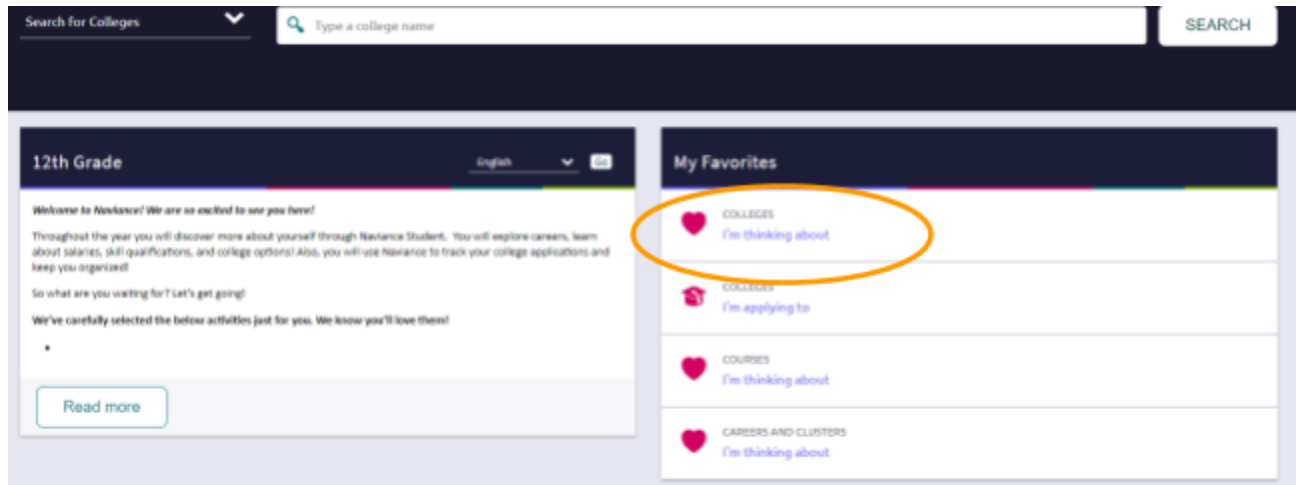 Search for Colleges
Type a college name
SEARCH
12th Grade
English
Go
Welcome to Naviance! We are so excited to see you here!
Throughout the year you will discover more about yourself through Naviance Student. You will explore careers, learn
about salaries, skill qualifications, and college options! Also, you will use Naviance to track your college applications and
keep you organized!
So what are you waiting for? Let's get going!
We've carefully selected the below activities just for you. We know you'll love them!
Read more
My Favorites
COLLEGES
I'm thinking about
COLLEGES
I'm applying to
COURSES
I'm thinking about
CAREERS AND CLUSTERS
I'm thinking about